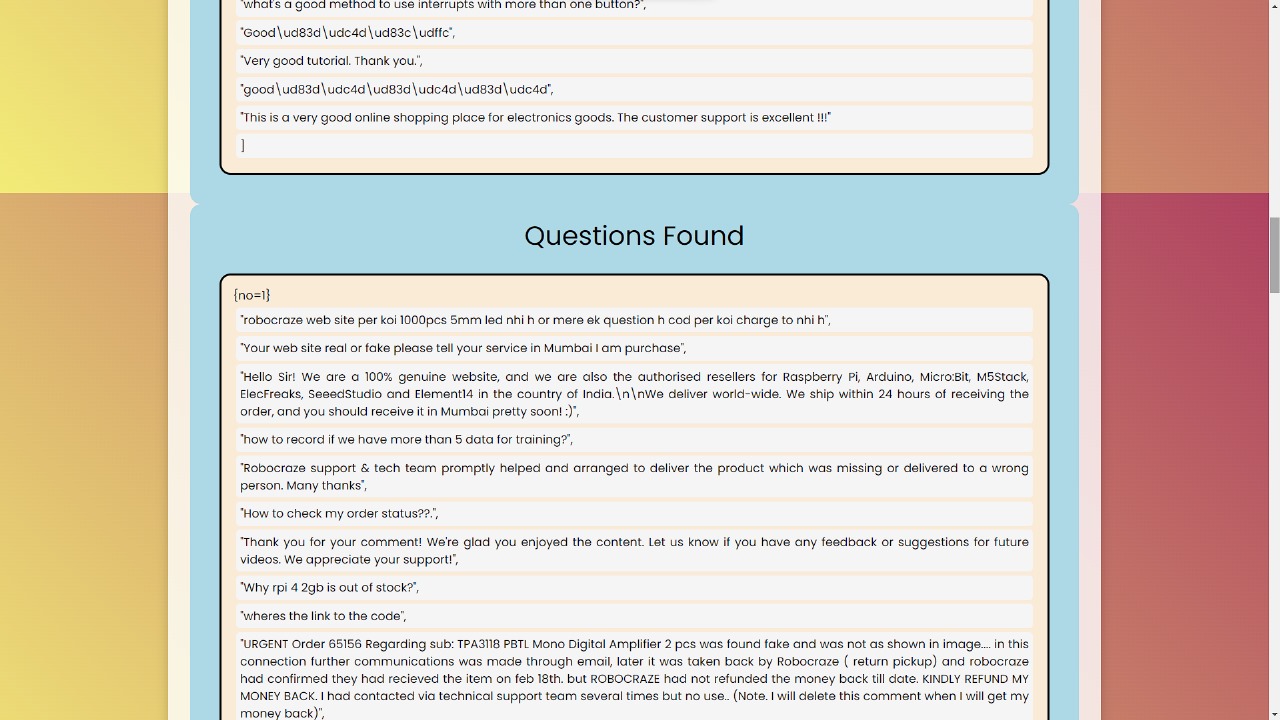 "what's a good method to use interrupts with more than one button?",
"Good\ud83d\udc4d\ud83c\udffc",
"Very good tutorial. Thank you.",
"good\ud83d\udc4d\ud83d\udc4d\ud83d\udc4d",
"This is a very good online shopping place for electronics goods. The customer support is excellent !!!"
]
Questions Found
{no=1}
"robocraze web site per koi 1000pcs 5mm led nhi h or mere ek question h cod per koi charge to nhi h",
"Your web site real or fake please tell your service in Mumbai I am purchase",
"Hello Sir! We are a 100% genuine website, and we are also the authorised resellers for Raspberry Pi, Arduino, Micro:Bit, M5Stack,
ElecFreaks, SeeedStudio and Element14 in the country of India.\n\nWe deliver world-wide. We ship within 24 hours of receiving the
order, and you should receive it in Mumbai pretty soon! :)",
"how to record if we have more than 5 data for training?",
"Robocraze support & tech team promptly helped and arranged to deliver the product which was missing or delivered to a wrong
person. Many thanks",
"How to check my order status??.",
"Thank you for your comment! We're glad you enjoyed the content. Let us know if you have any feedback or suggestions for future
videos. We appreciate your support!",
"Why rpi 4 2gb is out of stock?",
"wheres the link to the code",
"URGENT Order 65156 Regarding sub: TPA3118 PBTL Mono Digital Amplifier 2 pcs was found fake and was not as shown in image.... in this
connection further communications was made through email, later it was taken back by Robocraze ( return pickup) and robocraze
had confirmed they had recieved the item on feb 18th. but ROBOCRAZE had not refunded the money back till date. KINDLY REFUND MY
MONEY BACK. I had contacted via technical support team several times but no use.. (Note. I will delete this comment when I will get my
money back)",